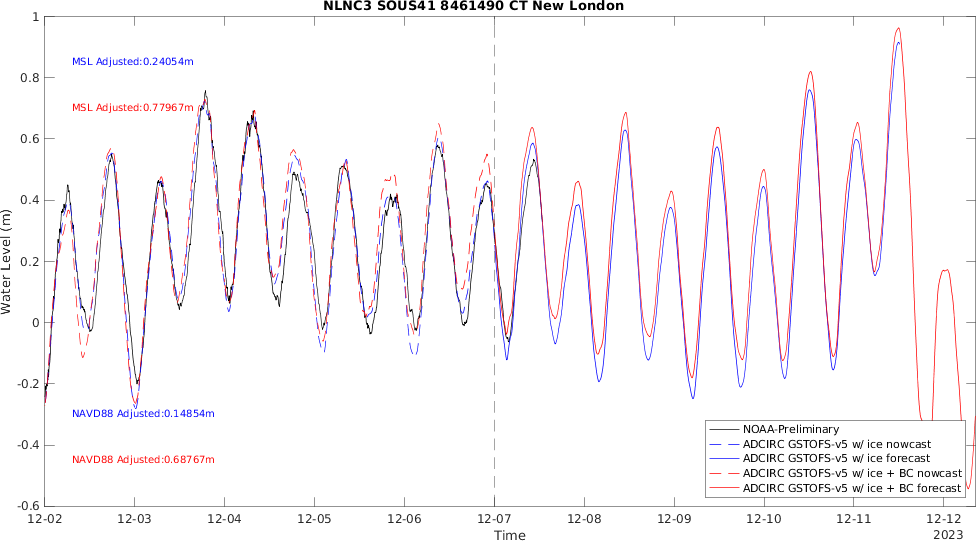 NLNC3 SOUS41 8461490 CT New London
1
0.8
0.6
0.4
0.2
0
-0.2
-0.4
-0.6
Water Level (m)
MSL Adjusted:0.24054m
MSL Adjusted:0.77967m
NAVD88 Adjusted:0.14854m
NAVD88 Adjusted:0.68767m
NOAA-Preliminary
ADCIRC GSTOFS-v5 w/ ice nowcast
ADCIRC GSTOFS-v5 w/ ice forecast
ADCIRC GSTOFS-v5 w/ ice + BC nowcast
ADCIRC GSTOFS-v5 w/ ice + BC forecast
12-02 12-03 12-04 12-05 12-06 12-07 12-08 12-09 12-10 12-11 12-12
2023
Time